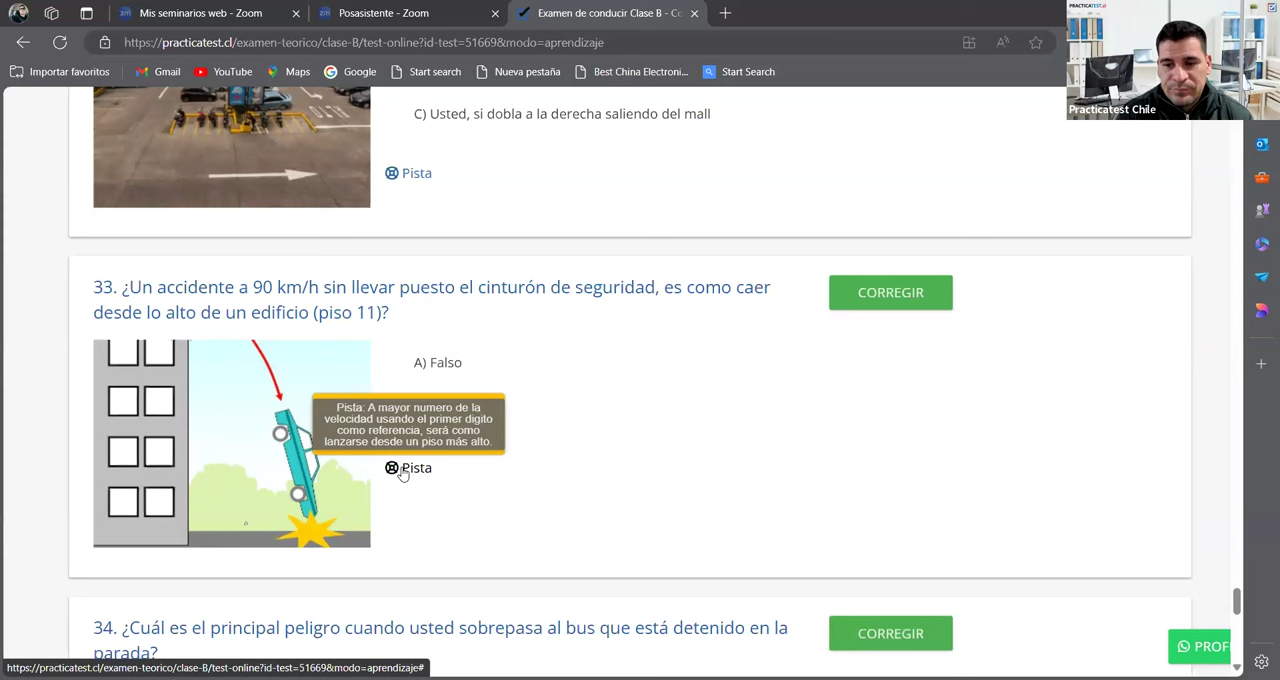 Mis seminarios web - Zoom
Posasistente - Zoom
Examen de conducir Clase B - Co
https://practicatest.cl/examen-teorico/clase-B/test-online?id-test=51669&modo=aprendizaje
Importar favoritos
Gmail
YouTube
Maps
Google
Start search
Nueva pestaña
Best China Electroni...
Start Search
PRACTICATEST.cl
Practicatest Chile
C) Usted, si dobla a la derecha saliendo del mall
Pista
33. ¿Un accidente a 90 km/h sin llevar puesto el cinturón de seguridad, es como caer
desde lo alto de un edificio (piso 11)?
CORREGIR
A) Falso
Pista: A mayor numero de la
velocidad usando el primer digito
como referencia, será como
lanzarse desde un piso más alto.
Pista
34. ¿Cuál es el principal peligro cuando usted sobrepasa al bus que está detenido en la
parada?
CORREGIR
PROF
https://practicatest.cl/examen-teorico/clase-B/test-online?id-test=51669&modo=aprendizaje#